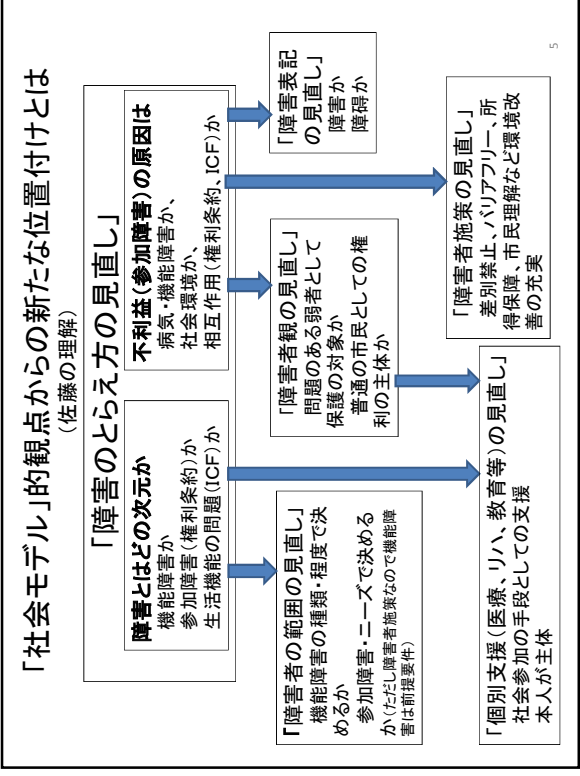 「社会モデル」的観点からの新たな位置付けとは
(佐藤の理解)
「障害のとらえ方の見直し」
障害とはどの次元か
機能障害か
参加障害(権利条約)か
生活機能の問題(ICF)か
不利益(参加障害)の原因は
病気・機能障害か、
社会環境か、
相互作用(権利条約、ICF)か
「障害者の範囲の見直し」
機能障害の種類・程度で決
めるか
参加障害・ニーズで決める
か(ただし障害者施策なので機能障
害は前提要件)
「障害者観の見直し」
問題のある弱者として
保護の対象か
普通の市民としての権
利の主体か
「障害表記
の見直し」
障害か
障碍か
「個別支援(医療、リハ、教育等)の見直し」
社会参加の手段としての支援
本人が主体
「障害者施策の見直し」
差別禁止、バリアフリー、所
得保障、市民理解など環境改
善の充実
5